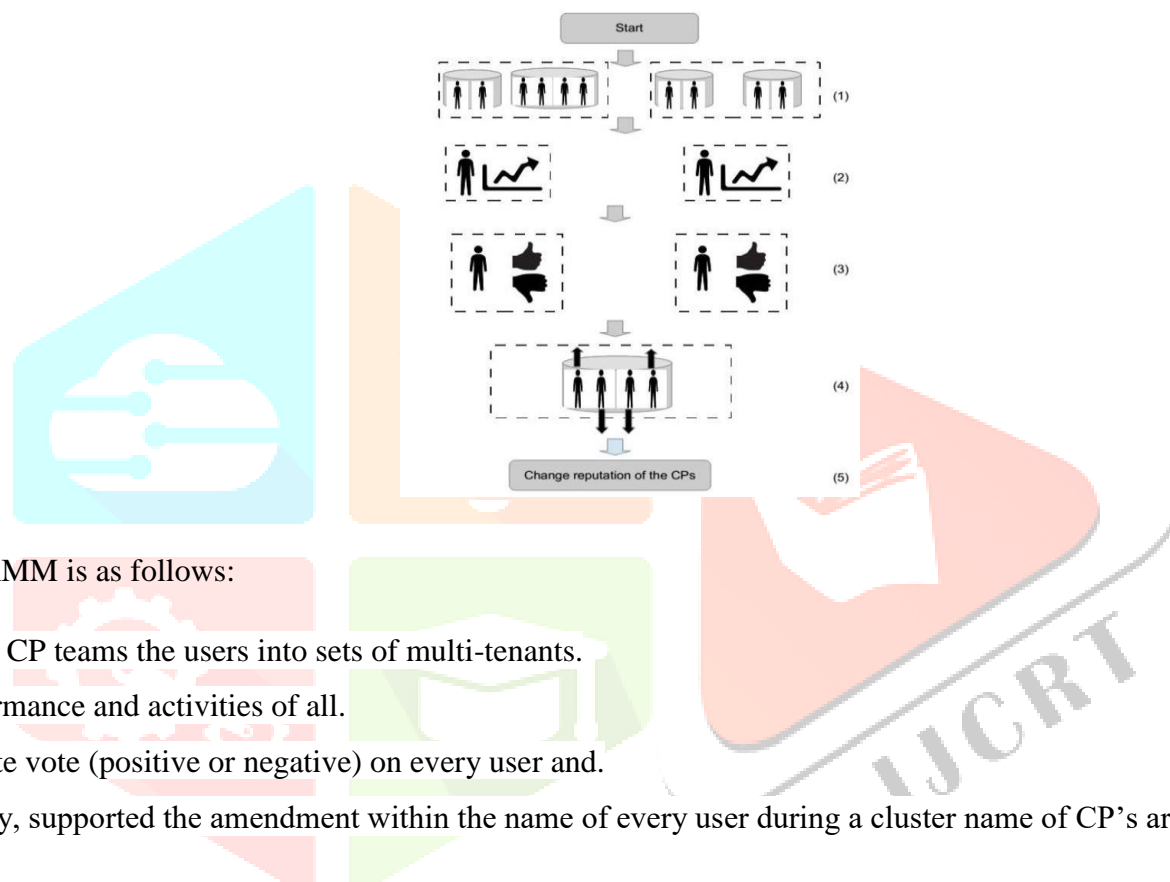 Start
(1)
(2)
(3)
(4)
Change reputation of the CPs
(5)
MM is as follows:
CP teams the users into sets of multi-tenants.
rmance and activities of all.
te vote (positive or negative) on every user and.
y, supported the amendment within the name of every user during a cluster name of CP’s ar
IJCRT